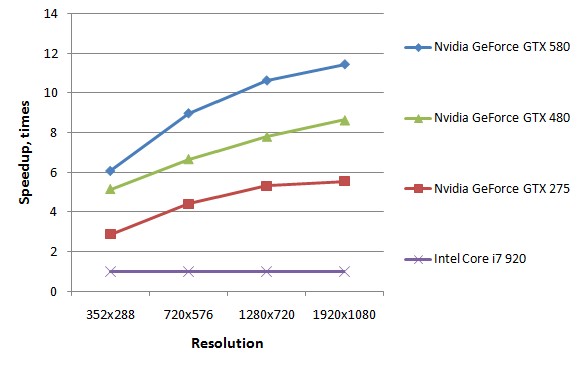 14
12
10
8
6
4
2
0
Speedup, times
352x288 720x576 1280x720 1920x1080
Resolution
Nvidia GeForce GTX 580
Nvidia GeForce GTX 480
Nvidia GeForce GTX 275
Intel Core i7 920